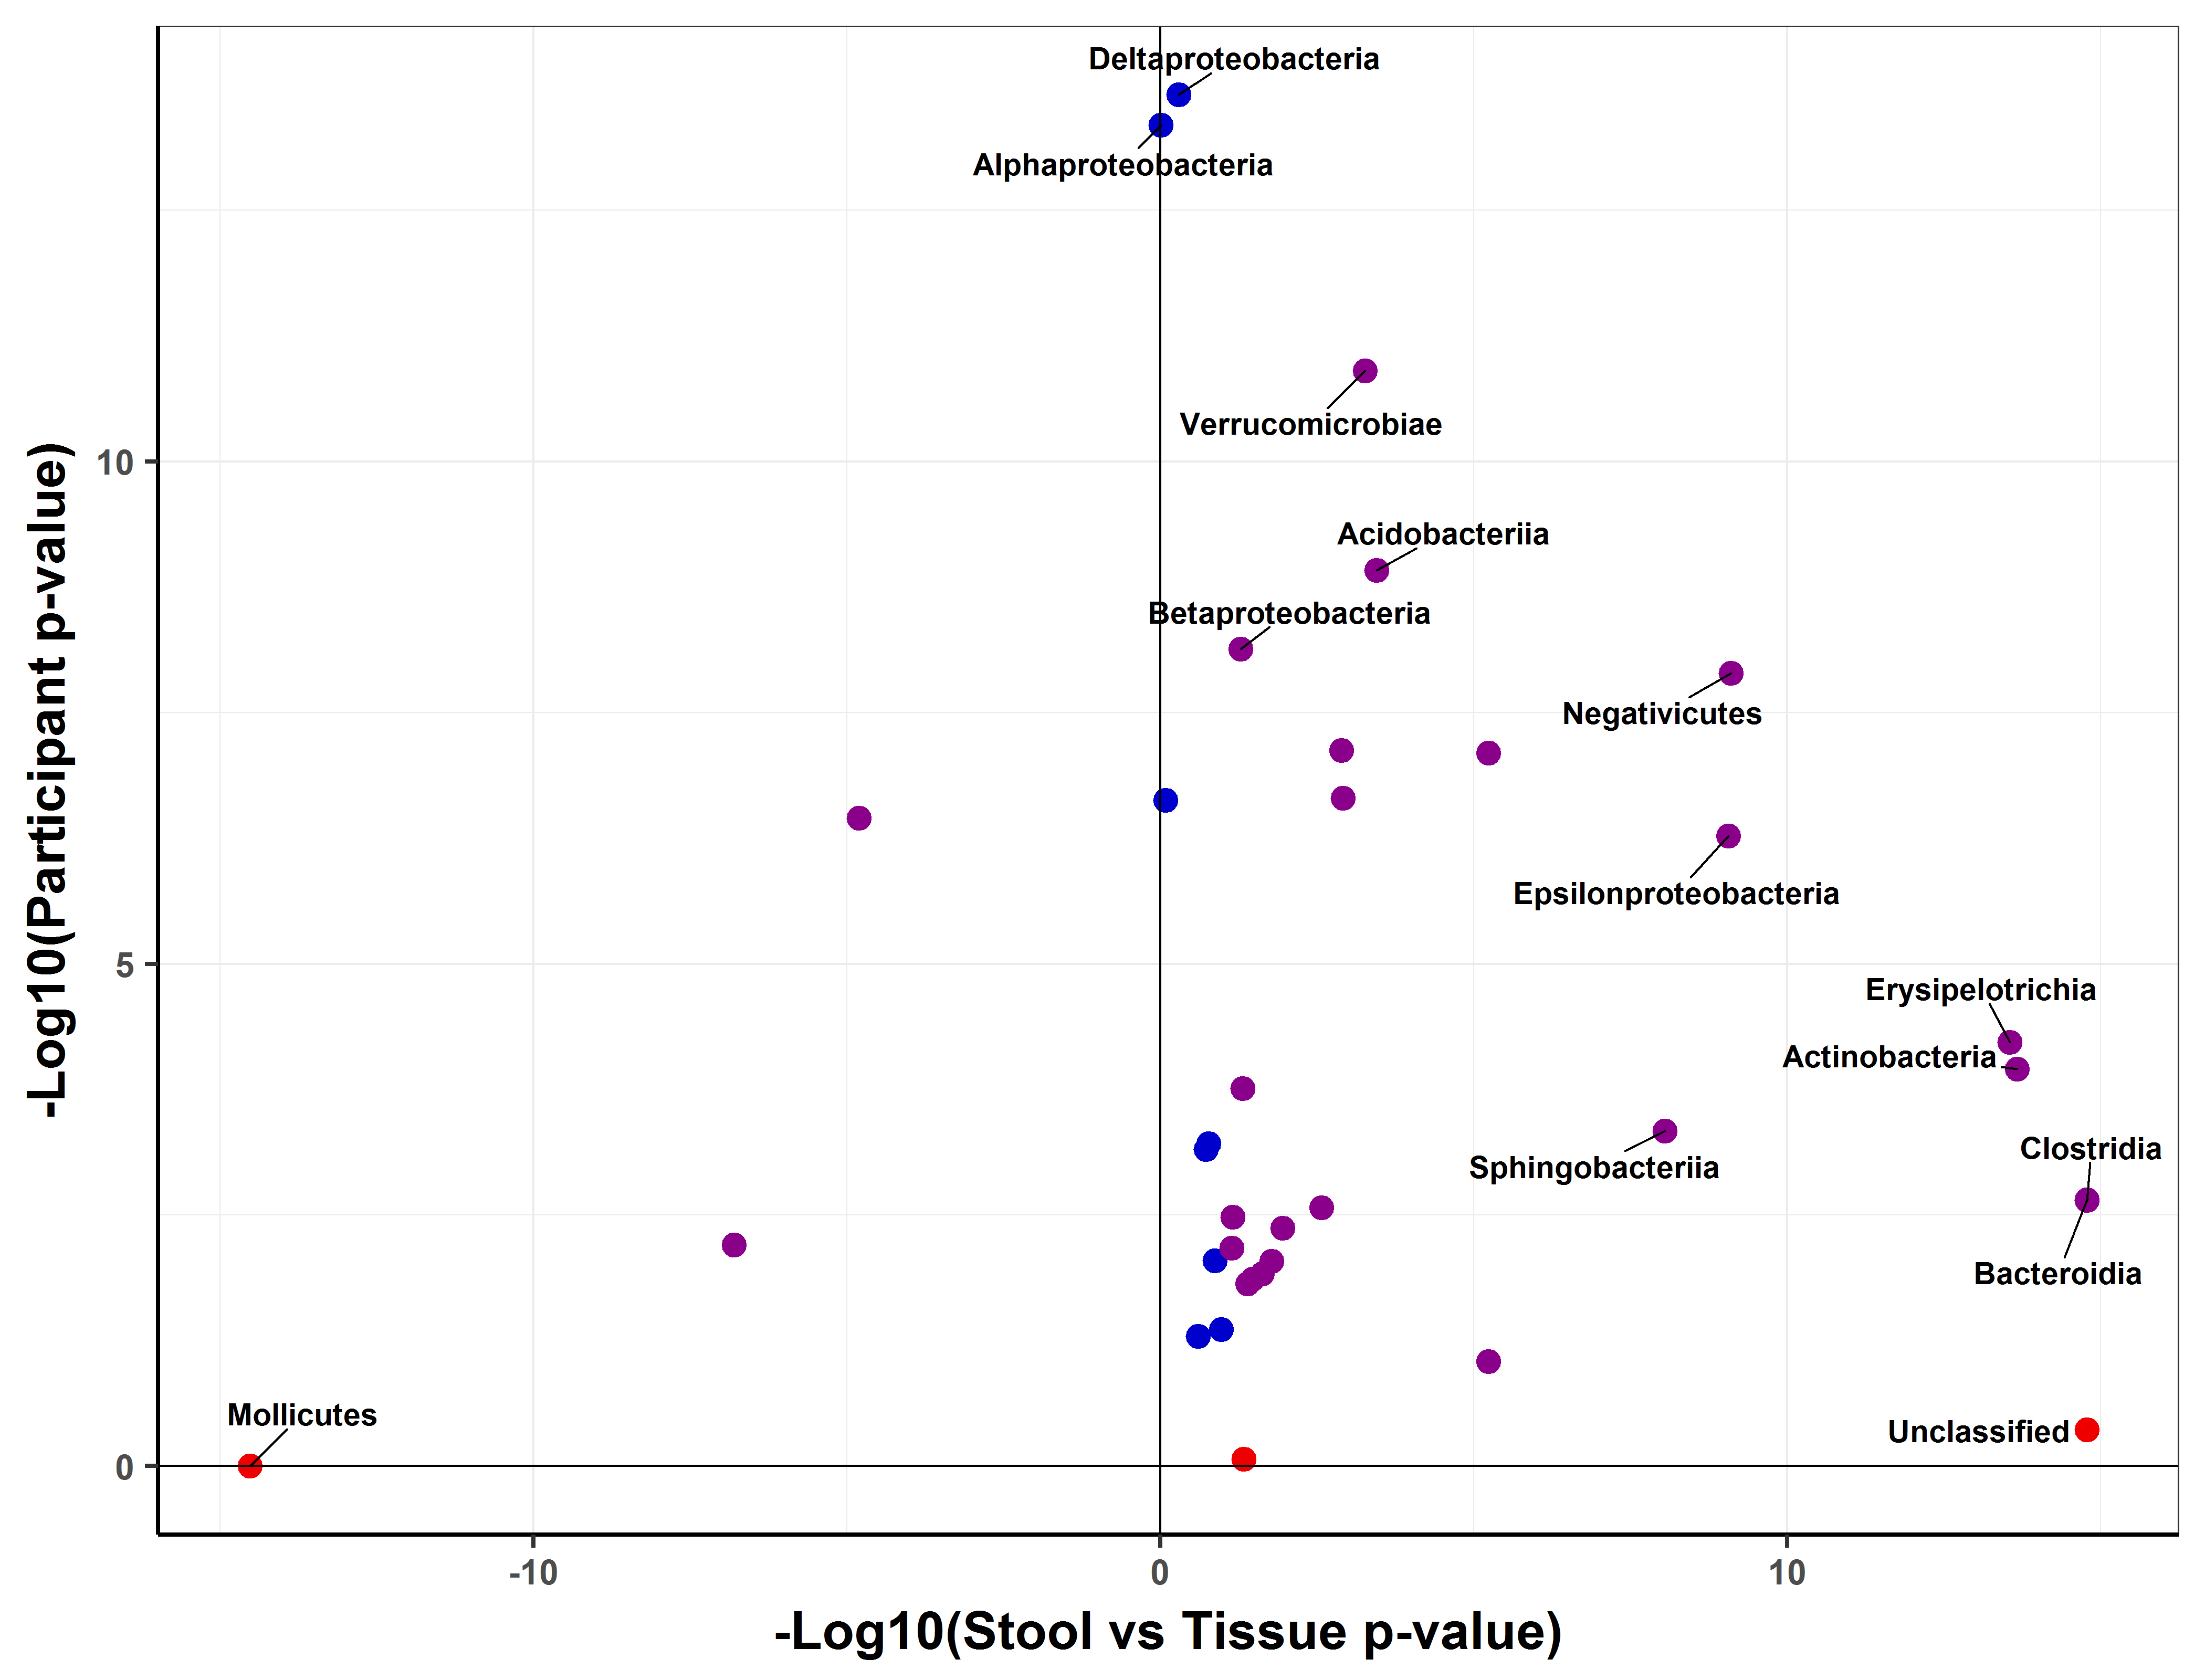 Deltaproteobacteria
Alphaproteobacteria
Verrucomicrobiae
10
Acidobacteriia
Betaproteobacteria
Negativicutes
Epsilonproteobacteria
-Log10(Participant p-value)
5
Erysipelotrichia
Actinobacteria
Clostridia
Sphingobacteriia
Bacteroidia
Mollicutes
Unclassified
0
-10
0
10
-Log10(Stool vs Tissue p-value)